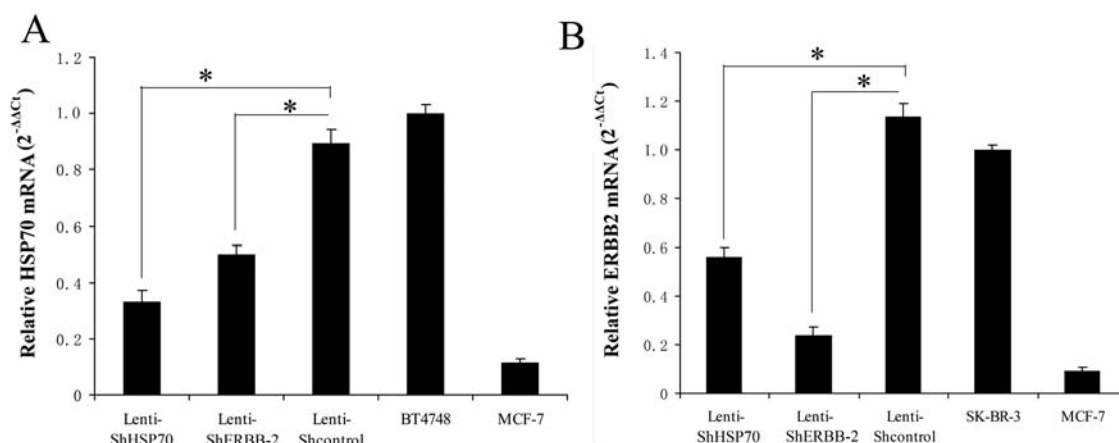 A
Relative HSP70 mRNA (2^-ΔΔCt)
1.2
1.0
0.8
0.6
0.4
0.2
0
*
*
Lenti-
ShHSP70
Lenti-
ShERBB-2
Lenti-
Shcontrol
BT4748
MCF-7
B
Relative ERBB2 mRNA (2^-ΔΔCt)
1.4
1.2
1.0
0.8
0.6
0.4
0.2
0
*
*
Lenti-
ShHSP70
Lenti-
ShERBB-2
Lenti-
Shcontrol
SK-BR-3
MCF-7